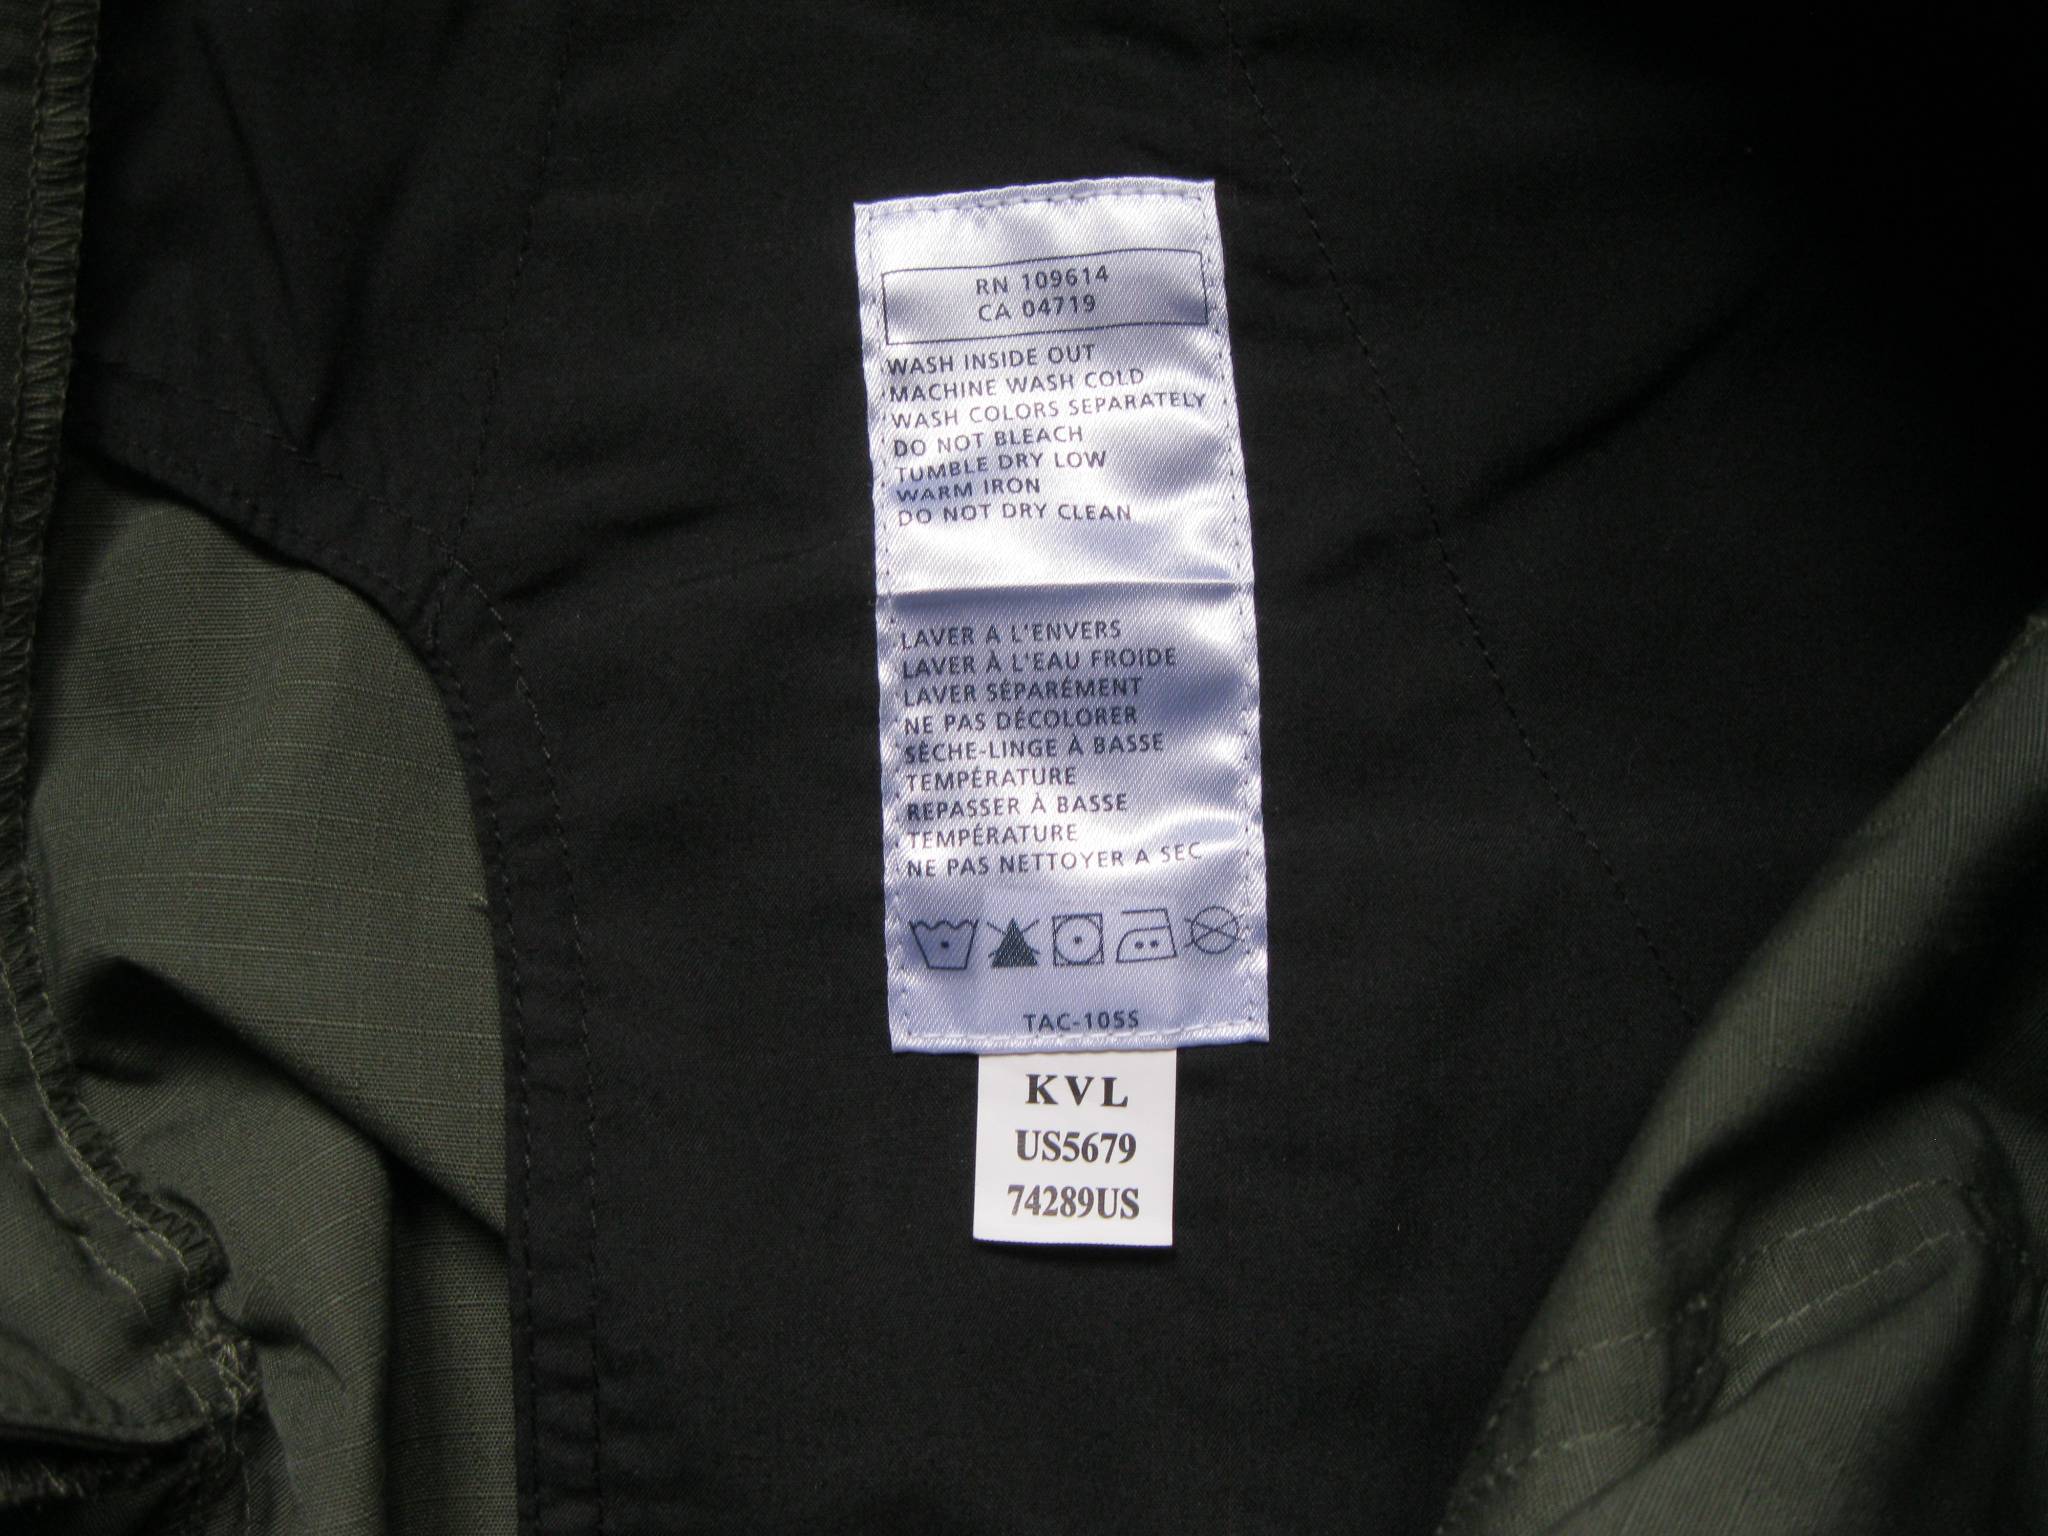 RN 109614
CA 04719
WASH INSIDE OUT
MACHINE WASH COLD
WASH COLORS SEPARATELY
DO NOT BLEACH
TUMBLE DRY LOW
WARM IRON
DO NOT DRY CLEAN
LAVER A L'ENVERS
LAVER À L'EAU FROIDE
LAVER SÉPARÉMENT
NE PAS DÉCOLORER
SÈCHE-LINGE À BASSE
TEMPÉRATURE
REPASSER À BASSE
TEMPÉRATURE
NE PAS NETTOYER A SEC
TAC-105S
KVL
US5679
74289US